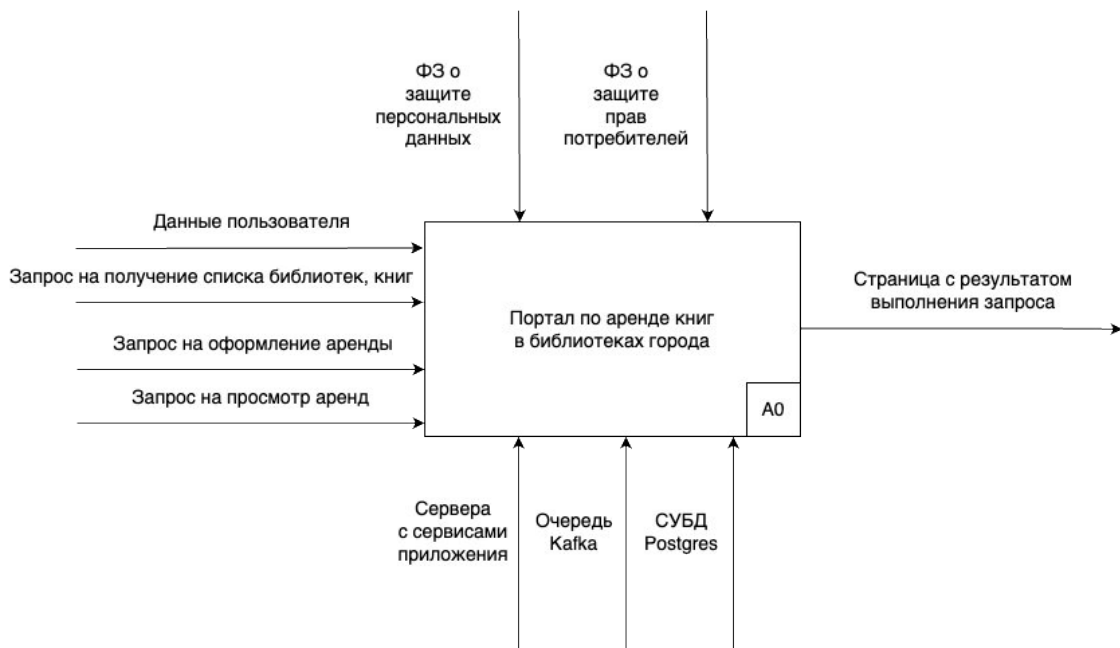 ФЗ о
защите
персональных
данных
ФЗ о
защите
прав
потребителей
Данные пользователя
Запрос на получение списка библиотек, книг
Запрос на оформление аренды
Запрос на просмотр аренд
Портал по аренде книг
в библиотеках города
A0
Страница с результатом
выполнения запроса
Сервера
с сервисами
приложения
Очередь
Kafka
СУБД
Postgres